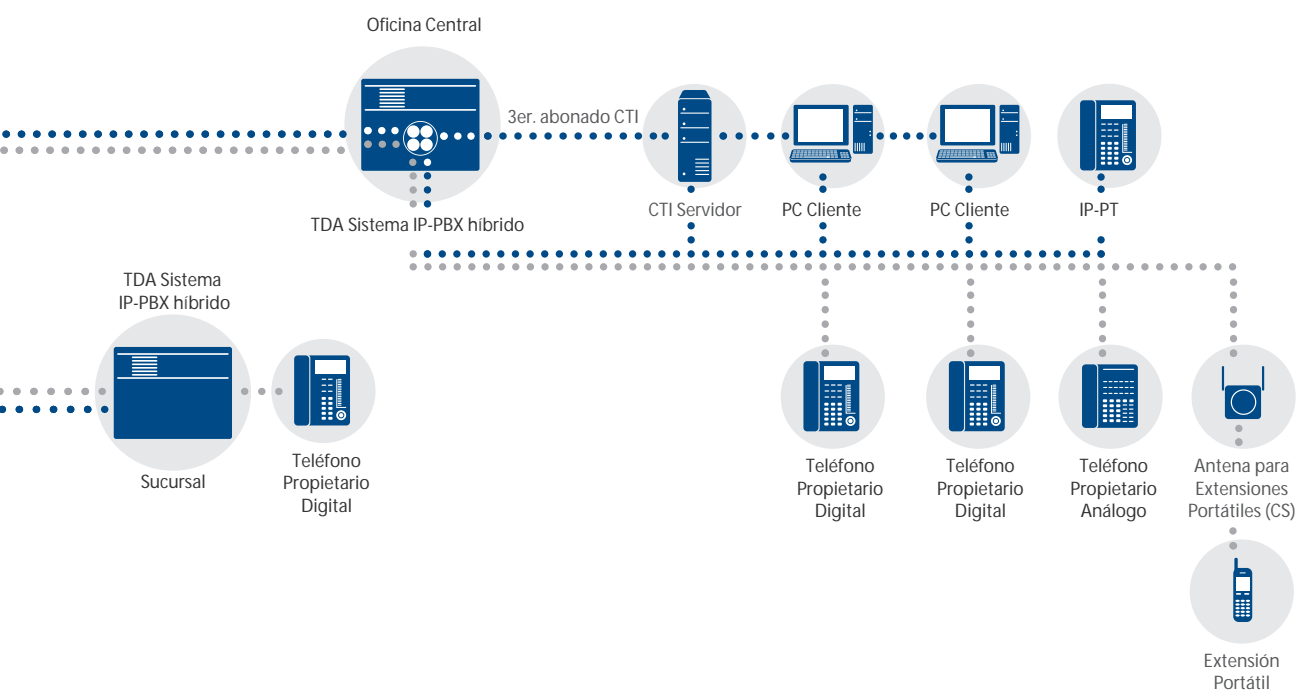 Oficina Central
3er. abonado CTI
TDA Sistema IP-PBX híbrido
CTI Servidor
PC Cliente
PC Cliente
IP-PT
TDA Sistema
IP-PBX híbrido
Sucursal
Teléfono
Propietario
Digital
Teléfono
Propietario
Digital
Teléfono
Propietario
Digital
Teléfono
Propietario
Análogo
Antena para
Extensiones
Portátiles (CS)
Extensión
Portátil